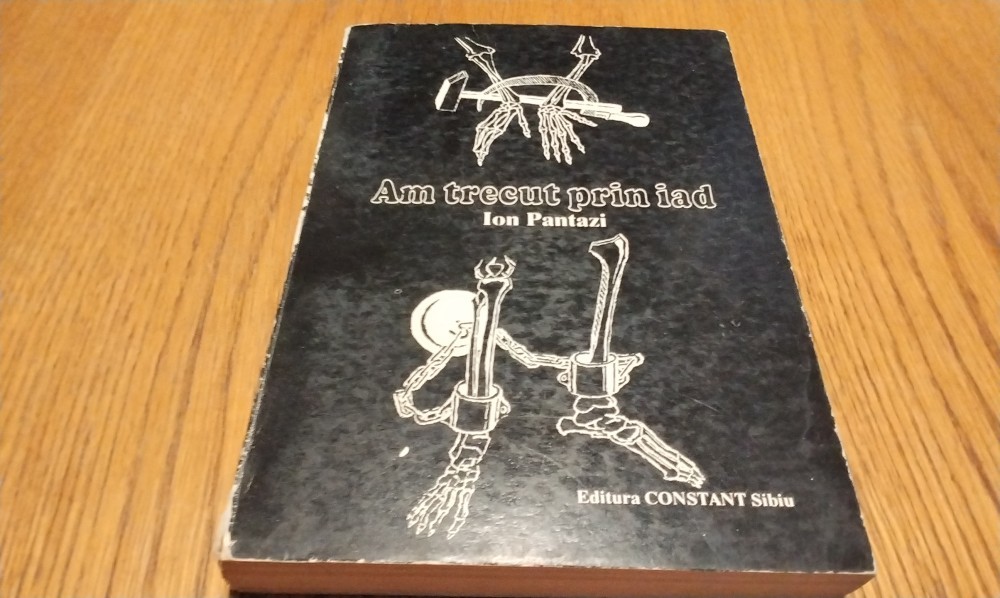 Am trecut prin iad
Ion Pantazi
Editura CONSTANT Sibiu